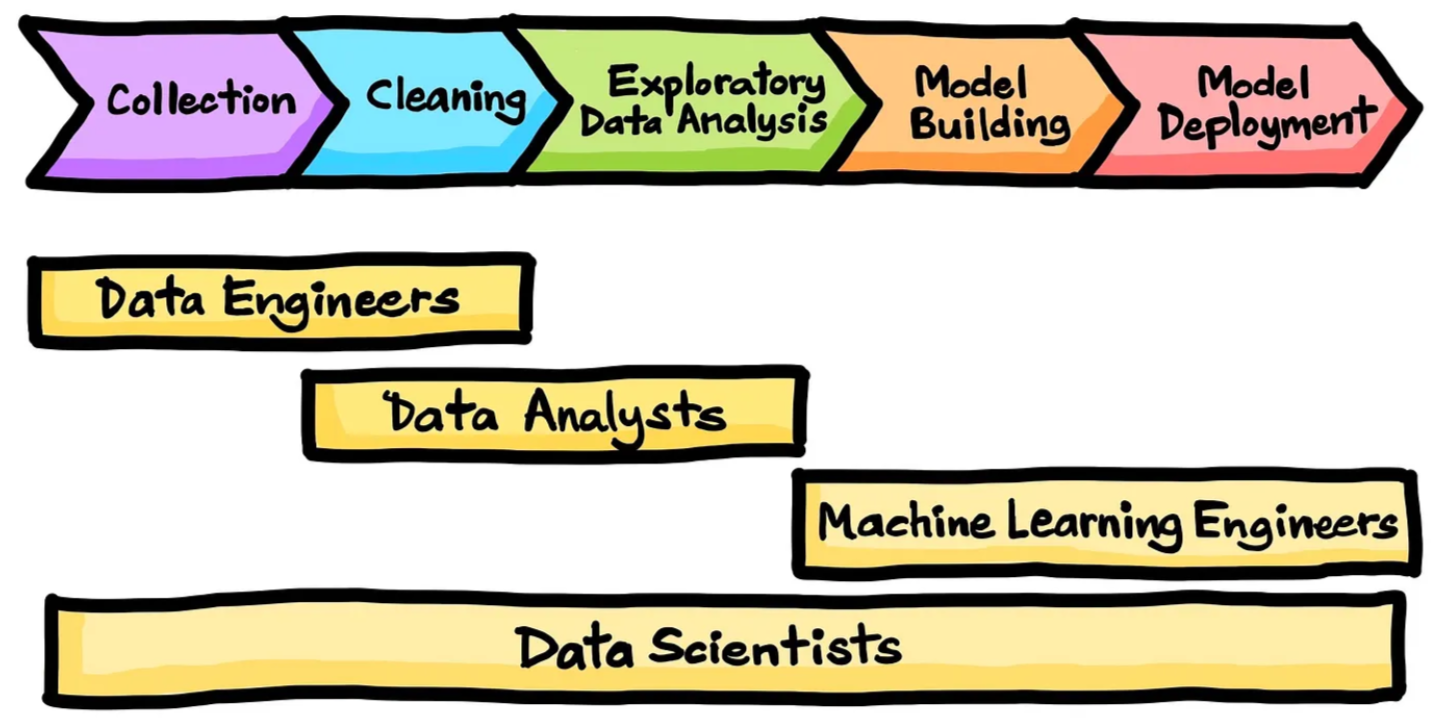 Collection
Cleaning
Exploratory
Data Analysis
Model
Building
Model
Deployment
Data Engineers
Data Analysts
Machine Learning Engineers
Data Scientists